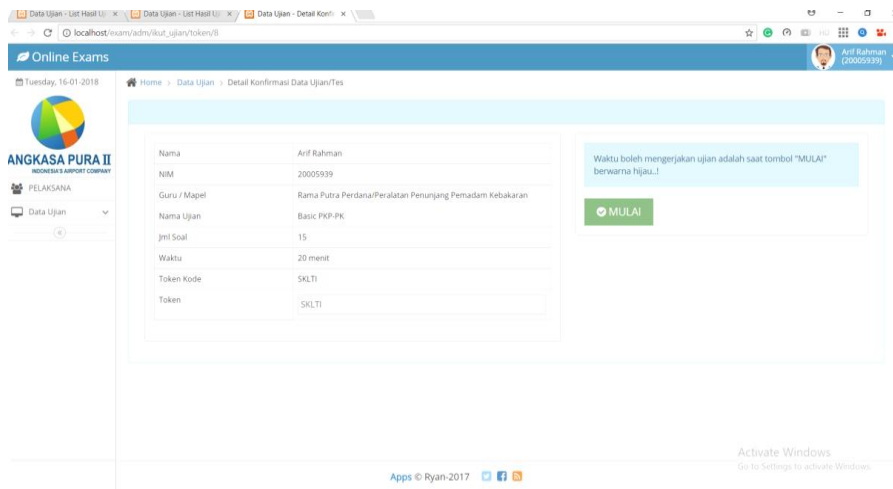 Data Ujian - List Hasil Uj
Data Ujian - List Hasil Uj
Data Ujian - Detail Konfi
localhost/exam/adm/ikut_ujian/token/8
Online Exams
Arif Rahman
(20005939)
Tuesday, 16-01-2018
Home > Data Ujian > Detail Konfirmasi Data Ujian/Tes
ANGKASA PURA II
INDONESIA'S AIRPORT COMPANY
PELAKSANA
Data Ujian
Nama Arif Rahman
NIM 20005939
Guru / Mapel Rama Putra Perdana/Peralatan Penunjang Pemadam Kebakaran
Nama Ujian Basic PKP-PK
Jml Soal 15
Waktu 20 menit
Token Kode SKLTI
Token SKLTI
Waktu boleh mengerjakan ujian adalah saat tombol "MULAI"
berwarna hijau..!
MULAI
Activate Windows
Go to Settings to activate Windows.
Apps © Ryan-2017